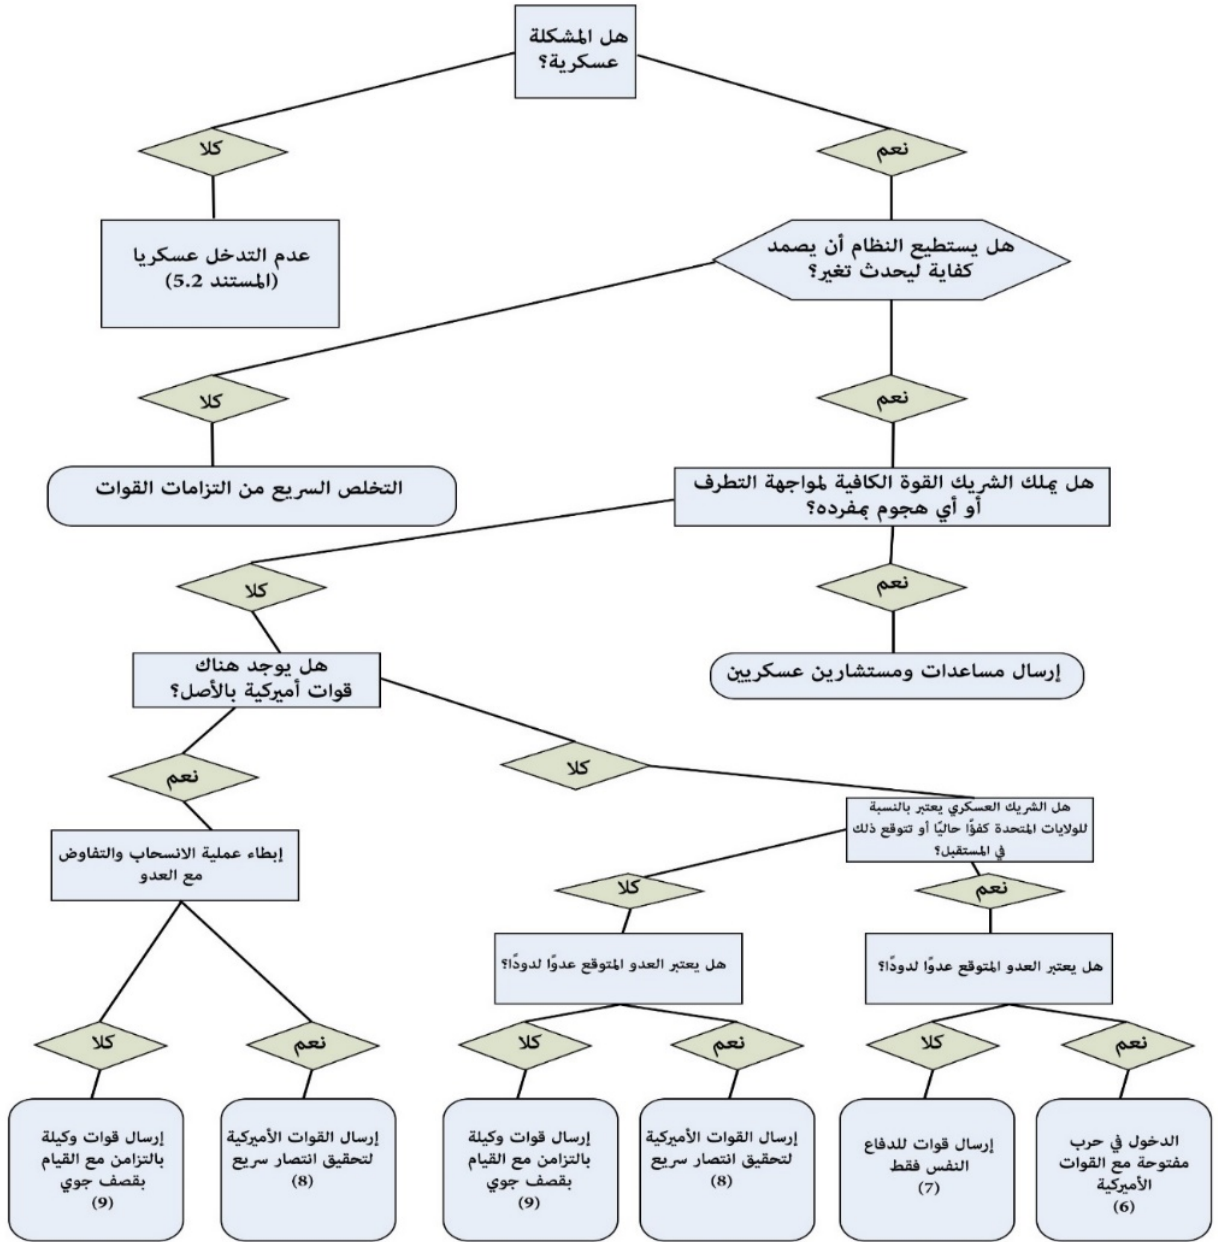 هل المشكلة
عسكرية؟
نعم
كلا
هل يستطيع النظام أن يصمد
كفاية ليحدث تغير؟
عدم التدخل عسكريا
(المستند 5.2)
نعم
كلا
هل يملك الشريك القوة الكافية لمواجهة التطرف
أو أي هجوم بمفرده؟
التخلص السريع من التزامات القوات
نعم
كلا
إرسال مساعدات ومستشارين عسكريين
هل يوجد هناك
قوات أميركية بالأصل؟
كلا
نعم
هل الشريك العسكري يعتبر بالنسبة
للولايات المتحدة كفؤًا حاليًا أو تتوقع ذلك
في المستقبل؟
إبطاء عملية الانسحاب والتفاوض
مع العدو
نعم
كلا
هل يعتبر العدو المتوقع عدوًا لدودًا؟
هل يعتبر العدو المتوقع عدوًا لدودًا؟
نعم
كلا
نعم
كلا
نعم
كلا
الدخول في حرب
مفتوحة مع القوات
الأميركية
(6)
إرسال قوات للدفاع
النفس فقط
(7)
إرسال القوات الأميركية
لتحقيق انتصار سريع
(8)
إرسال قوات وكيلة
بالتزامن مع القيام
بقصف جوي
(9)
إرسال القوات الأميركية
لتحقيق انتصار سريع
(8)
إرسال قوات وكيلة
بالتزامن مع القيام
بقصف جوي
(9)